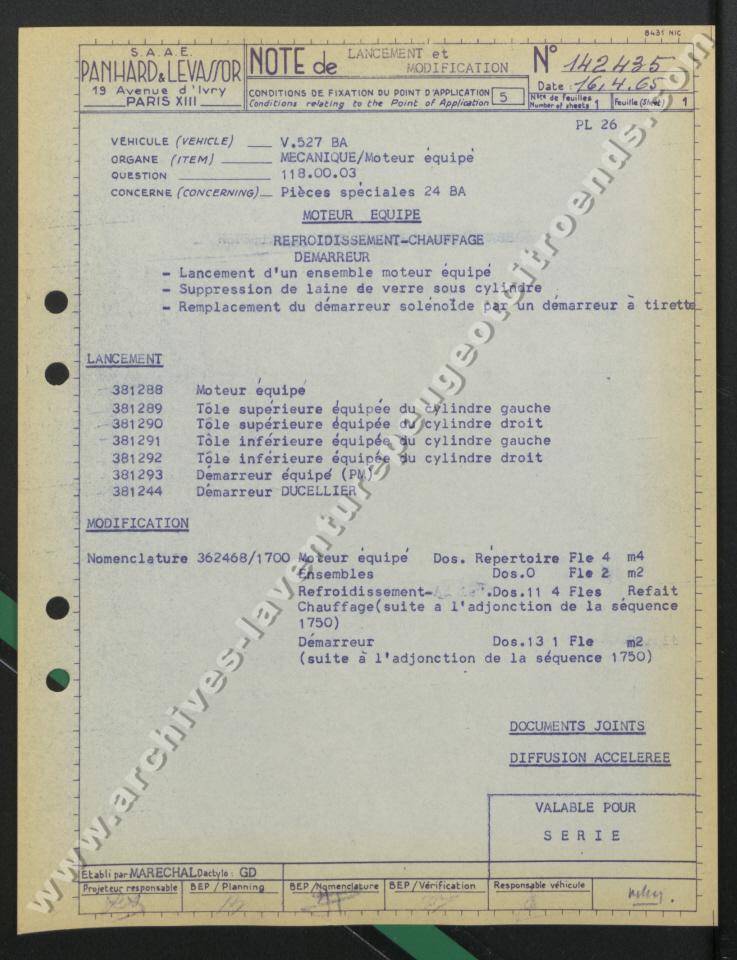 8431 NIC
S.A.A.E.
PANHARD & LEVASSOR
19 Avenue d'Ivry
PARIS XIII
NOTE de LANCEMENT et
MODIFICATION
CONDITIONS DE FIXATION DU POINT D'APPLICATION
Conditions relating to the Point of Application
5
N° 142435
Date : 16.4.65
Nbre de Feuilles
Number of sheets 1
Feuille (Sheet) 1
PL 26
VÉHICULE (VEHICLE) V.527 BA
ORGANE (ITEM) MECANIQUE/Moteur équipé
QUESTION 118.00.03
CONCERNE (CONCERNING) Pièces spéciales 24 BA
MOTEUR EQUIPE
REFROIDISSEMENT-CHAUFFAGE
DEMARREUR
- Lancement d'un ensemble moteur équipé
- Suppression de laine de verre sous cylindre
- Remplacement du démarreur solénoïde par un démarreur à tirette
LANCEMENT
381288 Moteur équipé
381289 Tôle supérieure équipée du cylindre gauche
381290 Tôle supérieure équipée du cylindre droit
381291 Tôle inférieure équipée du cylindre gauche
381292 Tôle inférieure équipée du cylindre droit
381293 Démarreur équipé (PM)
381244 Démarreur DUCELLIER
MODIFICATION
Nomenclature 362468/1700 Moteur équipé Dos. Répertoire Fle 4 m4
Ensembles Dos.0 Fle 2 m2
Refroidissement- Dos.11 4 Fles Refait
Chauffage(suite a l'adjonction de la séquence
1750)
Démarreur Dos.13 1 Fle m2
(suite à l'adjonction de la séquence 1750)
DOCUMENTS JOINTS
DIFFUSION ACCELEREE
VALABLE POUR
SERIE
Etabli par MARECHAL Dactylo : GD
Projeteur responsable
BEP / Planning
BEP / Nomenclature
BEP / Vérification
Responsable véhicule
www.archives-laventurepeugeotcitroends.com